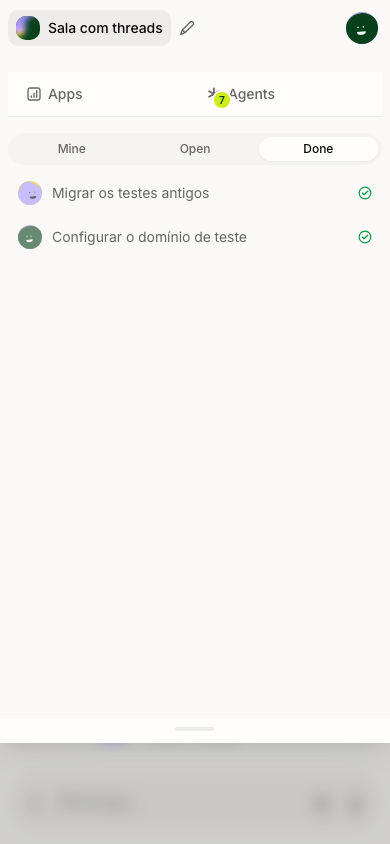 Sala com threads
Apps
7
Agents
Mine
Open
Done
Migrar os testes antigos
Configurar o domínio de teste